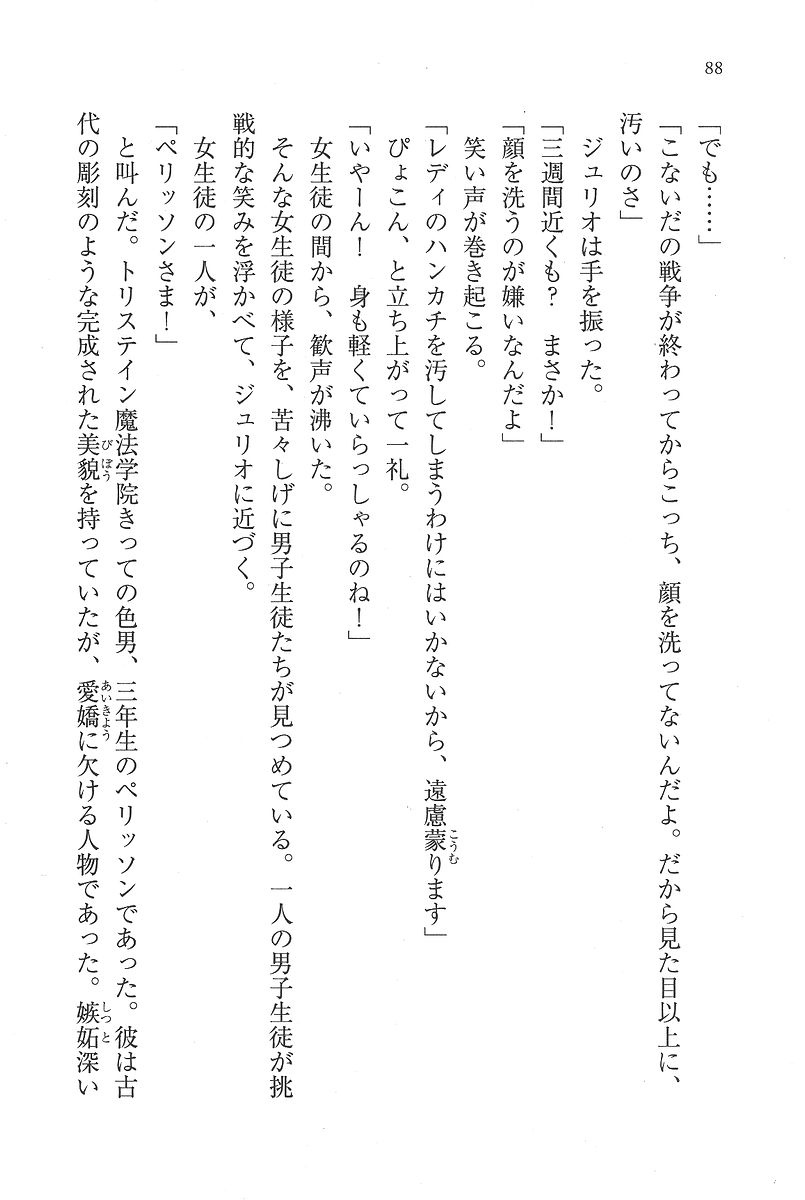 88
「でも……」
「こないだの戦争が終わってからこっち、顔を洗ってないんだよ。だから見た目以上に、
汚いのさ」
ジュリオは手を振った。
「三週間近くも？　まさか！」
「顔を洗うのが嫌いなんだよ」
笑い声が巻き起こる。
「レディのハンカチを汚してしまうわけにはいかないから、遠慮蒙ります」
ぴょこん、と立ち上がって一礼。
「いやーん！　身も軽くていらっしゃるのね！」
女生徒の間から、歓声が沸いた。
そんな女生徒の様子を、苦々しげに男子生徒たちが見つめている。一人の男子生徒が挑
戦的な笑みを浮かべて、ジュリオに近づく。
女生徒の一人が、
「ペリッソンさま！」
と叫んだ。トリステイン魔法学院きっての色男、三年生のペリッソンであった。彼は古
代の彫刻のような完成された美貌を持っていたが、愛嬌に欠ける人物であった。嫉妬深い